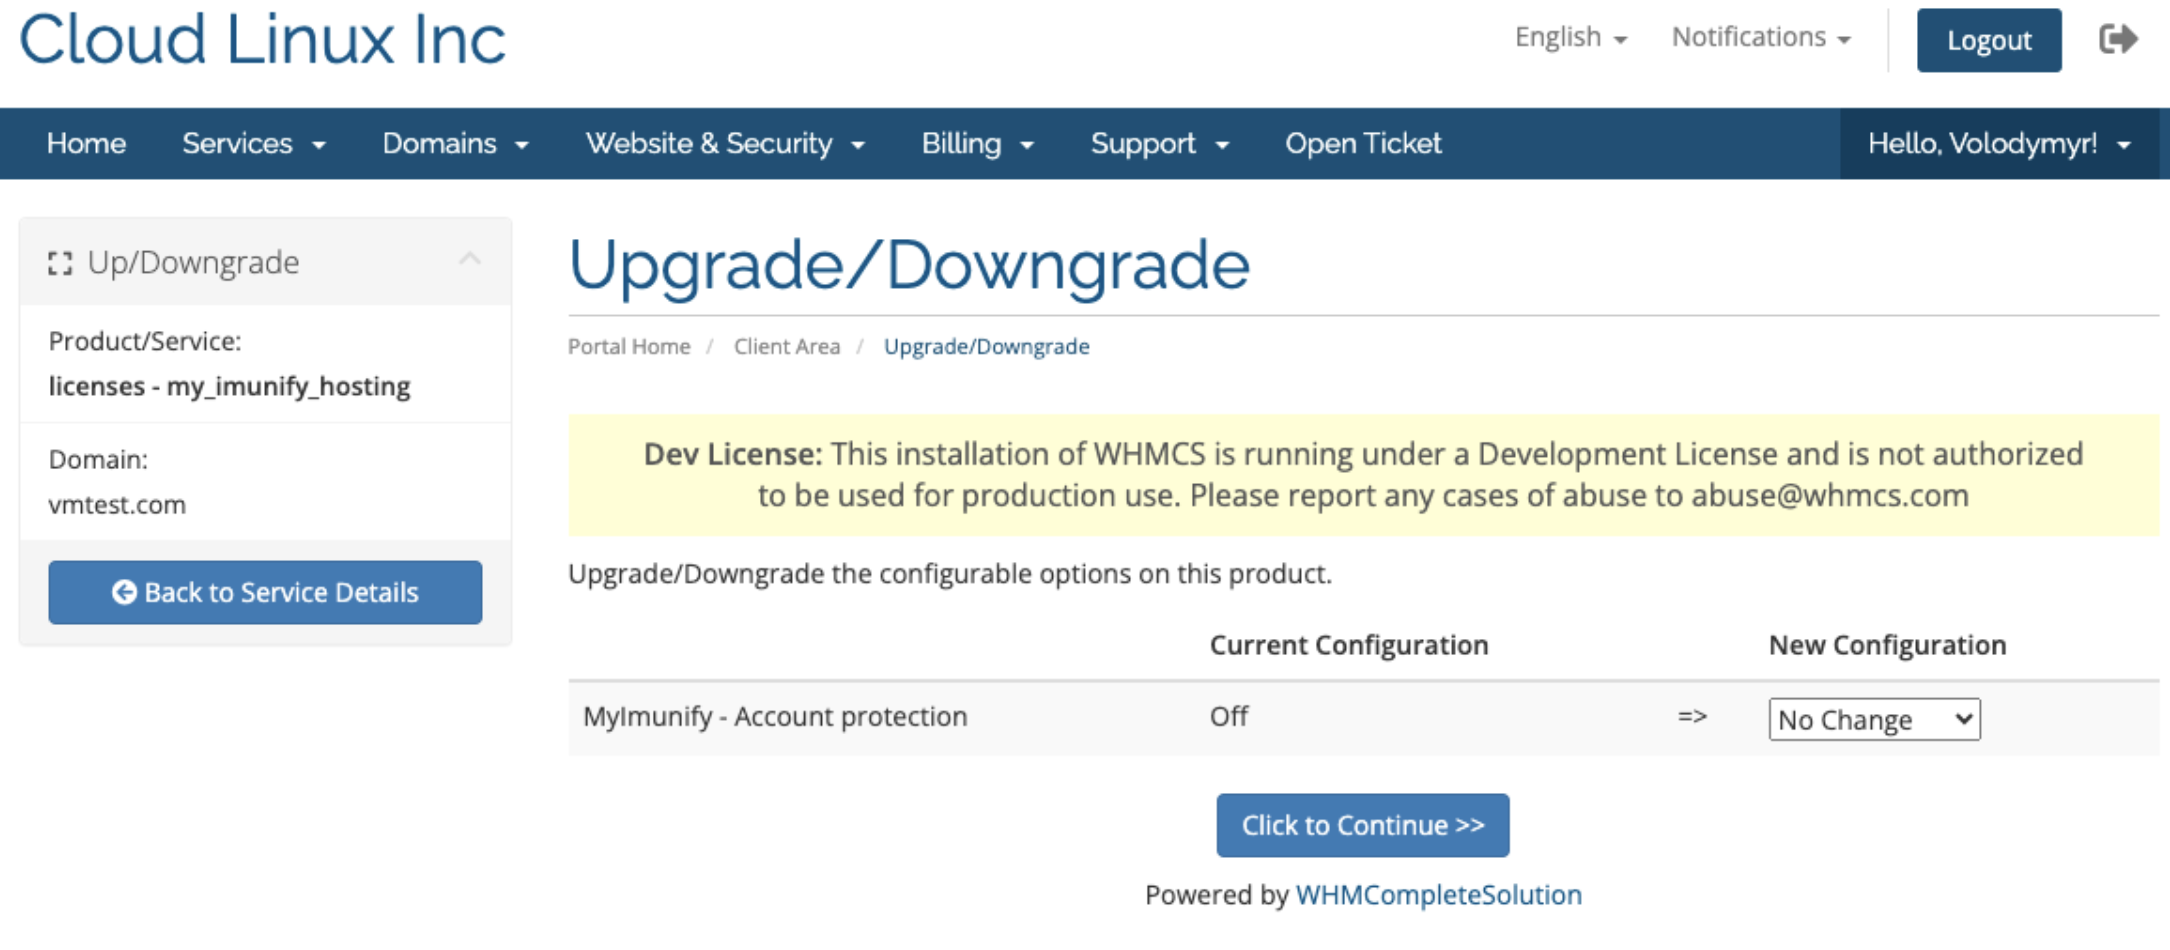 Cloud Linux Inc
English
Notifications
Logout
Home
Services
Domains
Website & Security
Billing
Support
Open Ticket
Hello, Volodymyr!
Up/Downgrade
Product/Service:
licenses - my_imunify_hosting
Domain:
vmtest.com
Back to Service Details
Upgrade/Downgrade
Portal Home / Client Area / Upgrade/Downgrade
Dev License: This installation of WHMCS is running under a Development License and is not authorized
to be used for production use. Please report any cases of abuse to abuse@whmcs.com
Upgrade/Downgrade the configurable options on this product.
Current Configuration
New Configuration
MyImunify - Account protection
Off
=>
No Change
Click to Continue >>
Powered by WHMCompleteSolution